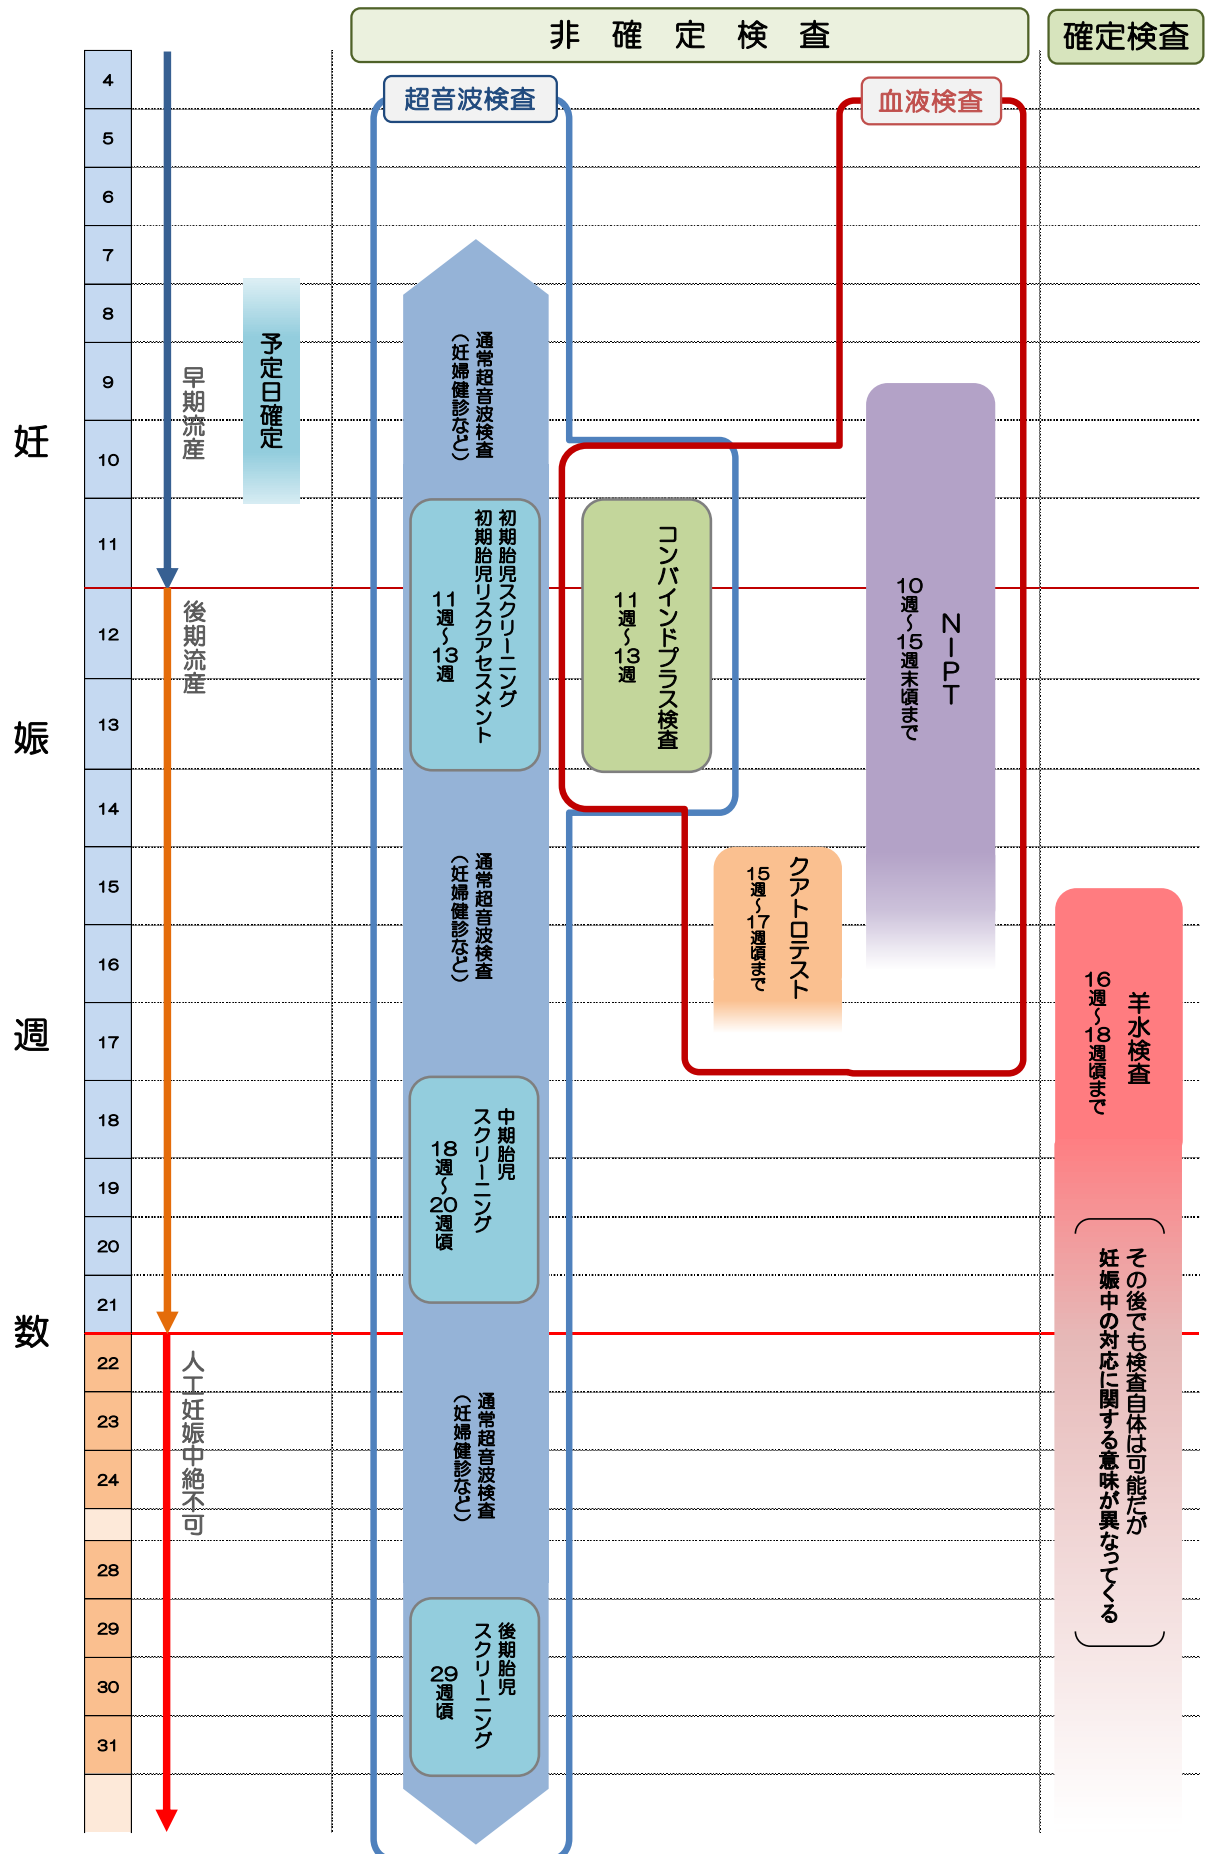 非確定検査
確定検査
超音波検査
血液検査
妊娠週数
4
5
6
7
8
9
10
11
12
13
14
15
16
17
18
19
20
21
22
23
24
28
29
30
31
早期流産
後期流産
人工妊娠中絶不可
予定日確定
通常超音波検査
（妊婦健診など）
初期胎児スクリーニング
初期胎児リスクアセスメント
11週～13週
コンバインドプラス検査
11週～13週
NIPT
10週～15週末頃まで
通常超音波検査
（妊婦健診など）
クアトロテスト
15週～17週頃まで
羊水検査
16週～18週頃まで
中期胎児
スクリーニング
18週～20週頃
その後でも検査自体は可能だが
妊娠中の対応に関する意味が異なってくる
通常超音波検査
（妊婦健診など）
後期胎児
スクリーニング
29週頃